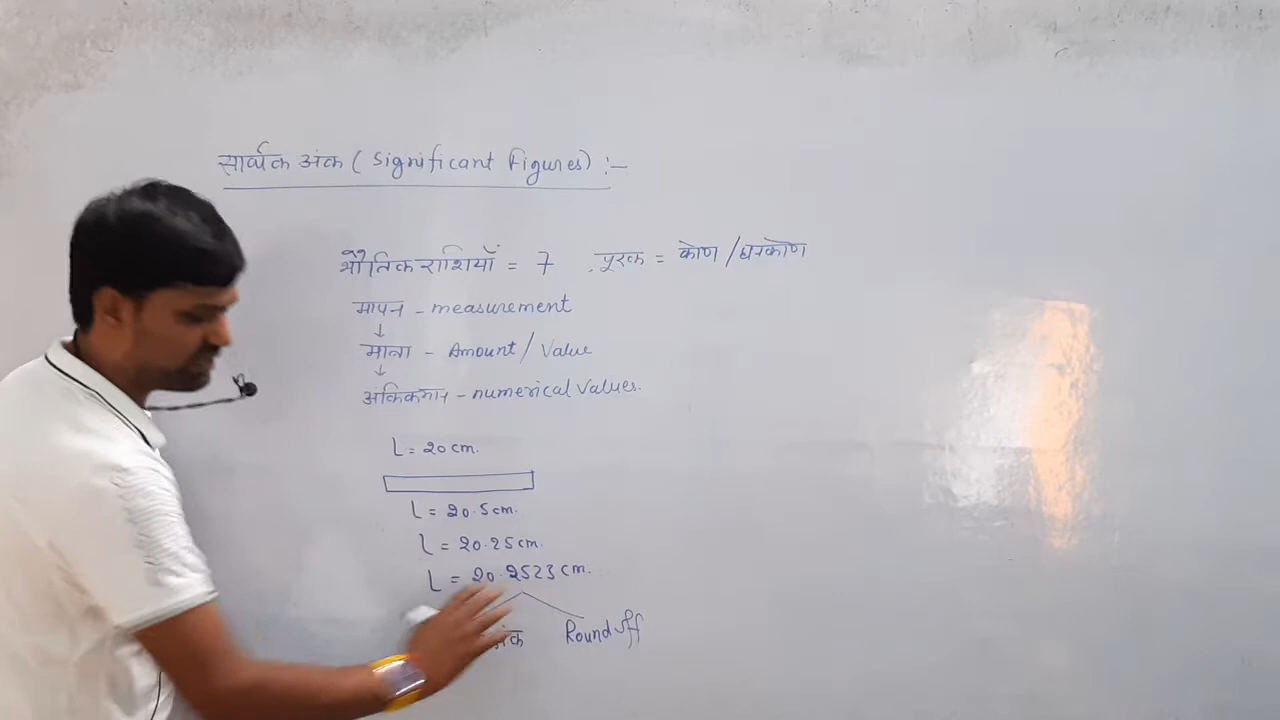 सार्थक अंक ( Significant Figures) :-
भौतिक राशियाँ = 7 पूरक = कोण / घनकोण
मापन - measurement
↓
मात्रा - Amount / Value
↓
अंकिकमान - numerical values.
L = 20 cm.
L = 20.5 cm.
L = 20.25 cm.
L = 20.2523 cm.
अंक Round off